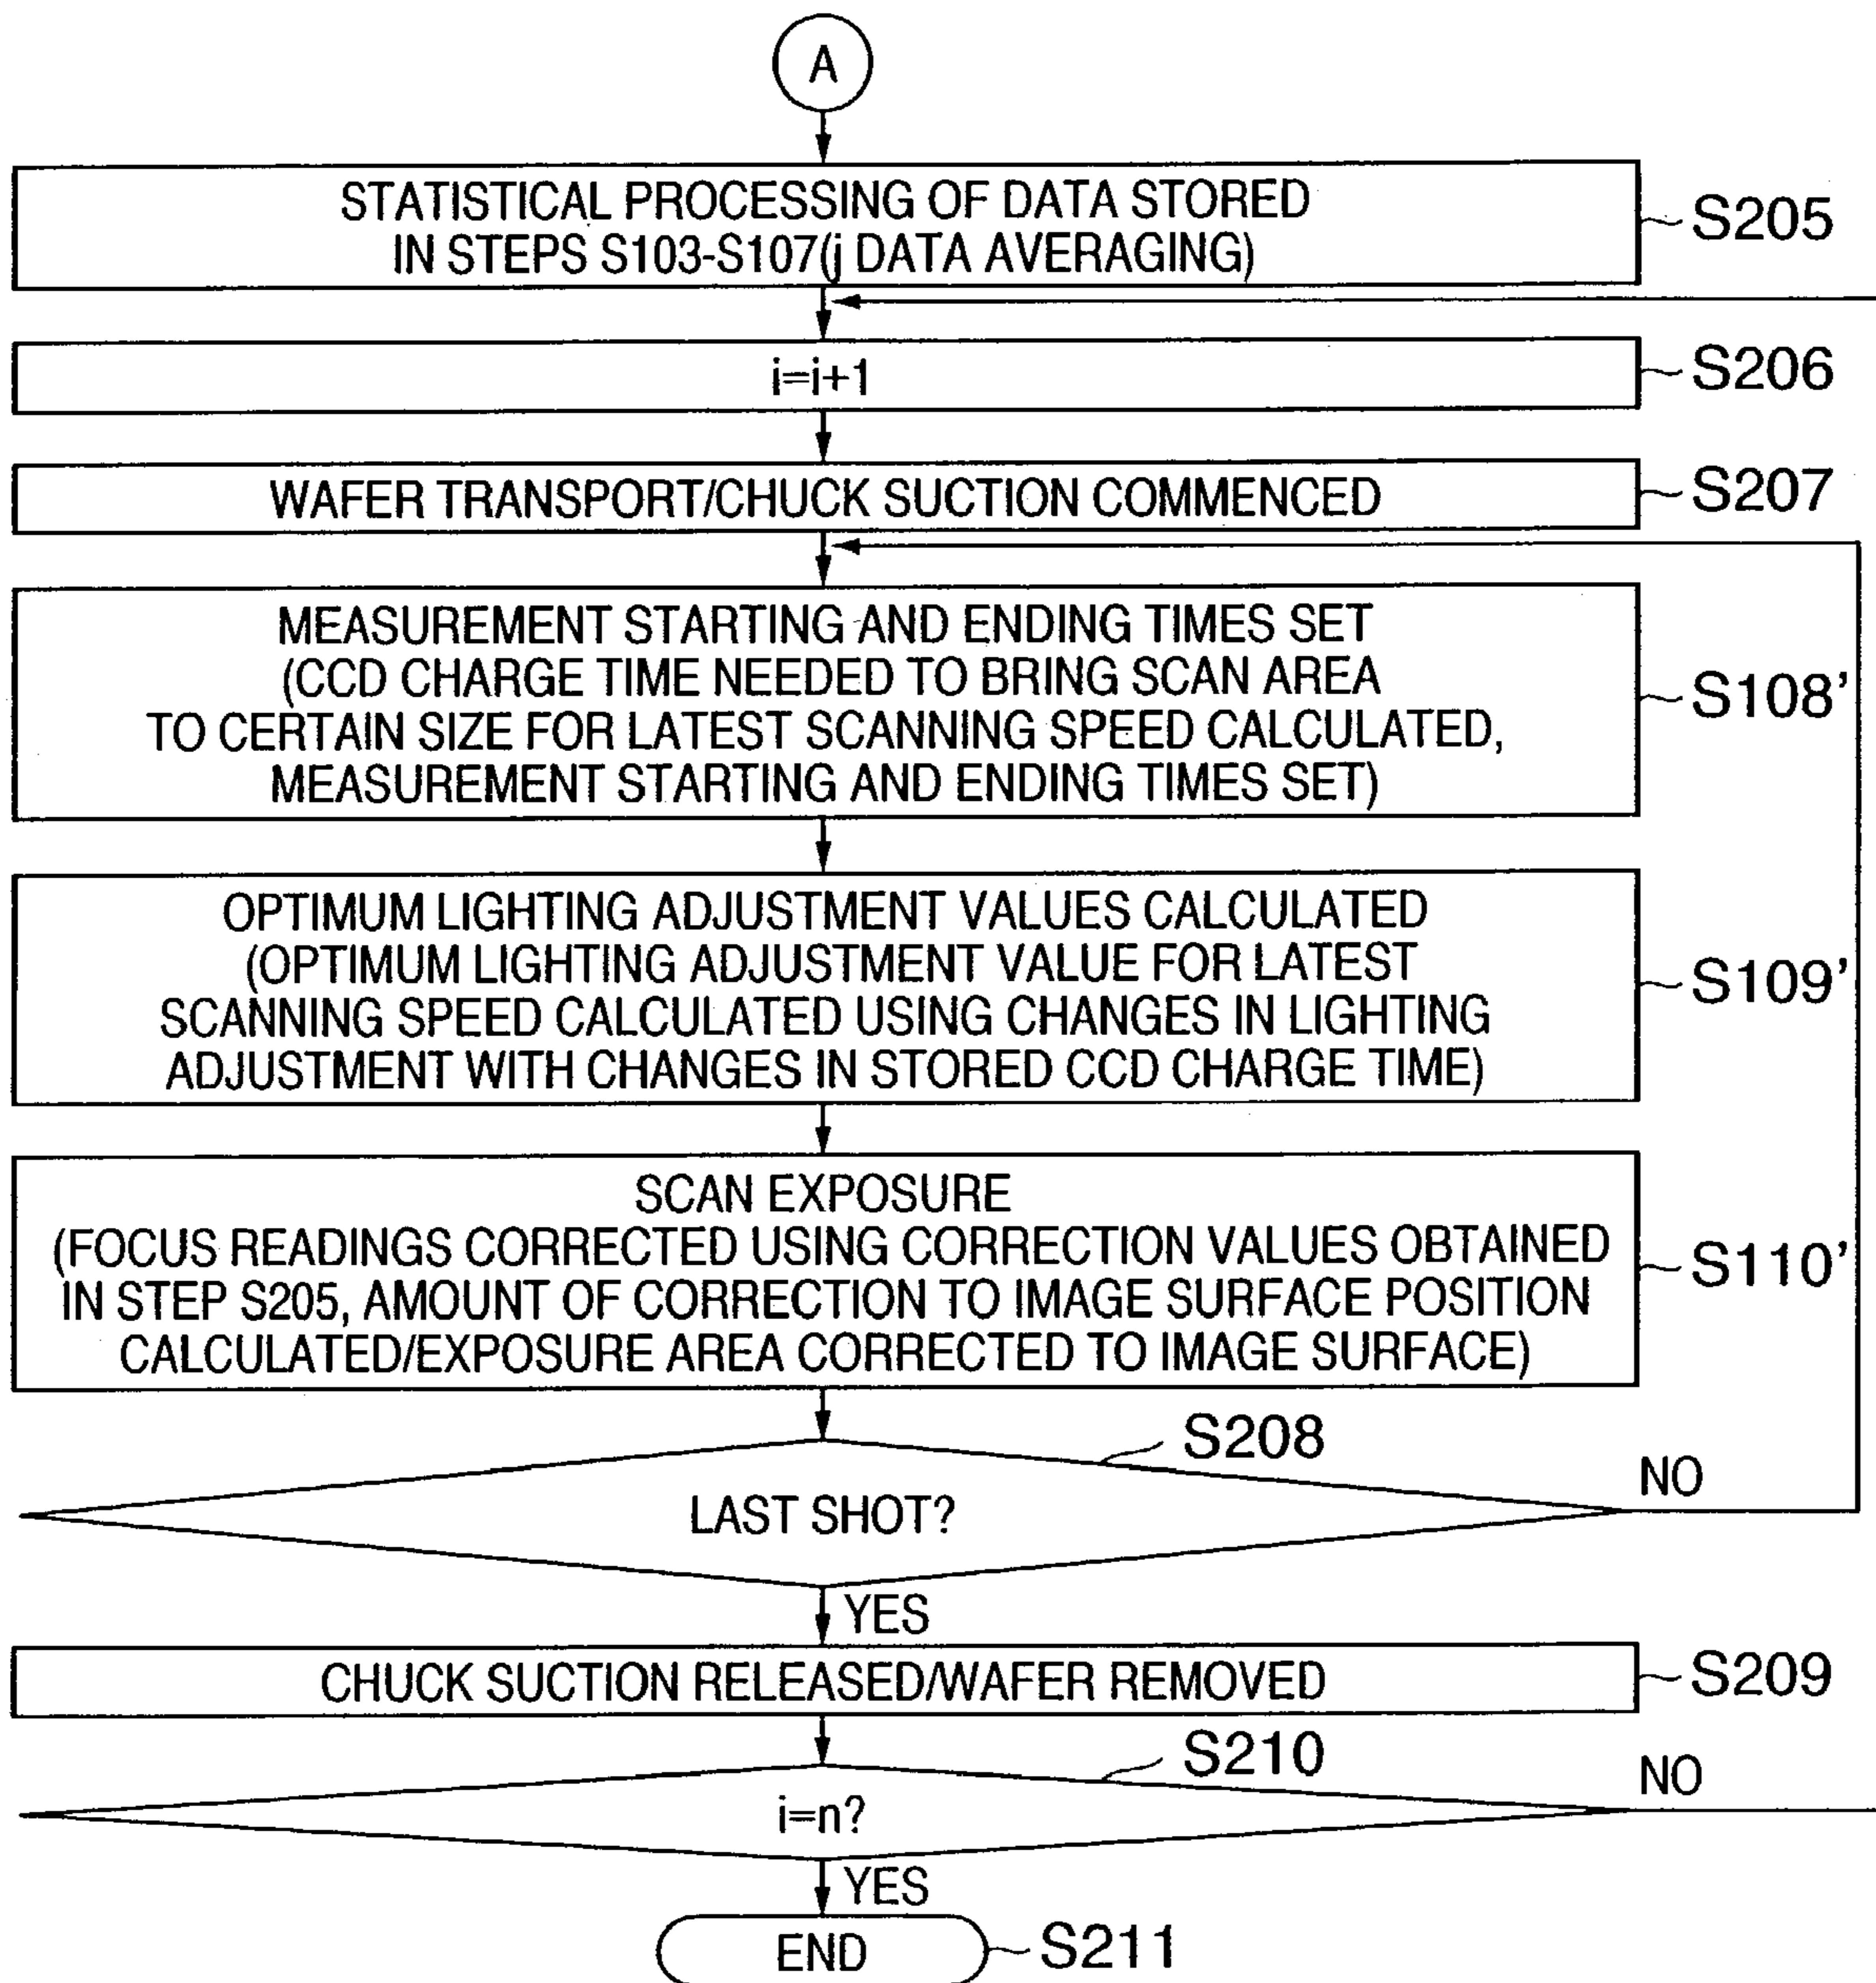 A
STATISTICAL PROCESSING OF DATA STORED
IN STEPS S103-S107(j DATA AVERAGING)
S205
i=i+1
S206
WAFER TRANSPORT/CHUCK SUCTION COMMENCED
S207
MEASUREMENT STARTING AND ENDING TIMES SET
(CCD CHARGE TIME NEEDED TO BRING SCAN AREA
TO CERTAIN SIZE FOR LATEST SCANNING SPEED CALCULATED,
MEASUREMENT STARTING AND ENDING TIMES SET)
S108'
OPTIMUM LIGHTING ADJUSTMENT VALUES CALCULATED
(OPTIMUM LIGHTING ADJUSTMENT VALUE FOR LATEST
SCANNING SPEED CALCULATED USING CHANGES IN LIGHTING
ADJUSTMENT WITH CHANGES IN STORED CCD CHARGE TIME)
S109'
SCAN EXPOSURE
(FOCUS READINGS CORRECTED USING CORRECTION VALUES OBTAINED
IN STEP S205, AMOUNT OF CORRECTION TO IMAGE SURFACE POSITION
CALCULATED/EXPOSURE AREA CORRECTED TO IMAGE SURFACE)
S110'
S208
NO
LAST SHOT?
YES
CHUCK SUCTION RELEASED/WAFER REMOVED
S209
S210
NO
i=n?
YES
END
S211